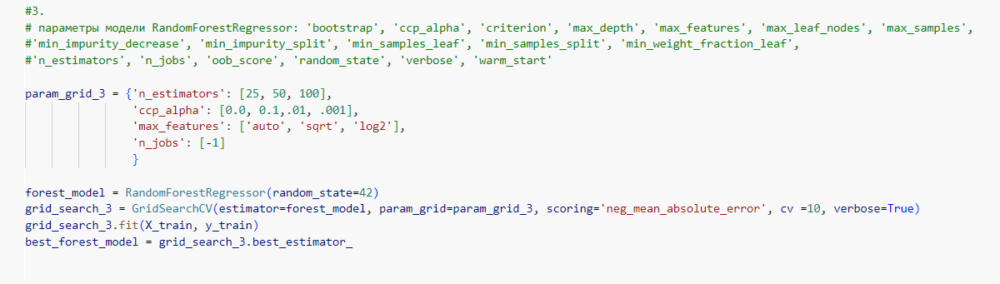 #3.
# параметры модели RandomForestRegressor: 'bootstrap', 'ccp_alpha', 'criterion', 'max_depth', 'max_features', 'max_leaf_nodes', 'max_samples',
#'min_impurity_decrease', 'min_impurity_split', 'min_samples_leaf', 'min_samples_split', 'min_weight_fraction_leaf',
#'n_estimators', 'n_jobs', 'oob_score', 'random_state', 'verbose', 'warm_start'
param_grid_3 = {'n_estimators': [25, 50, 100],
'ccp_alpha': [0.0, 0.1,.01, .001],
'max_features': ['auto', 'sqrt', 'log2'],
'n_jobs': [-1]
}
forest_model = RandomForestRegressor(random_state=42)
grid_search_3 = GridSearchCV(estimator=forest_model, param_grid=param_grid_3, scoring='neg_mean_absolute_error', cv =10, verbose=True)
grid_search_3.fit(X_train, y_train)
best_forest_model = grid_search_3.best_estimator_